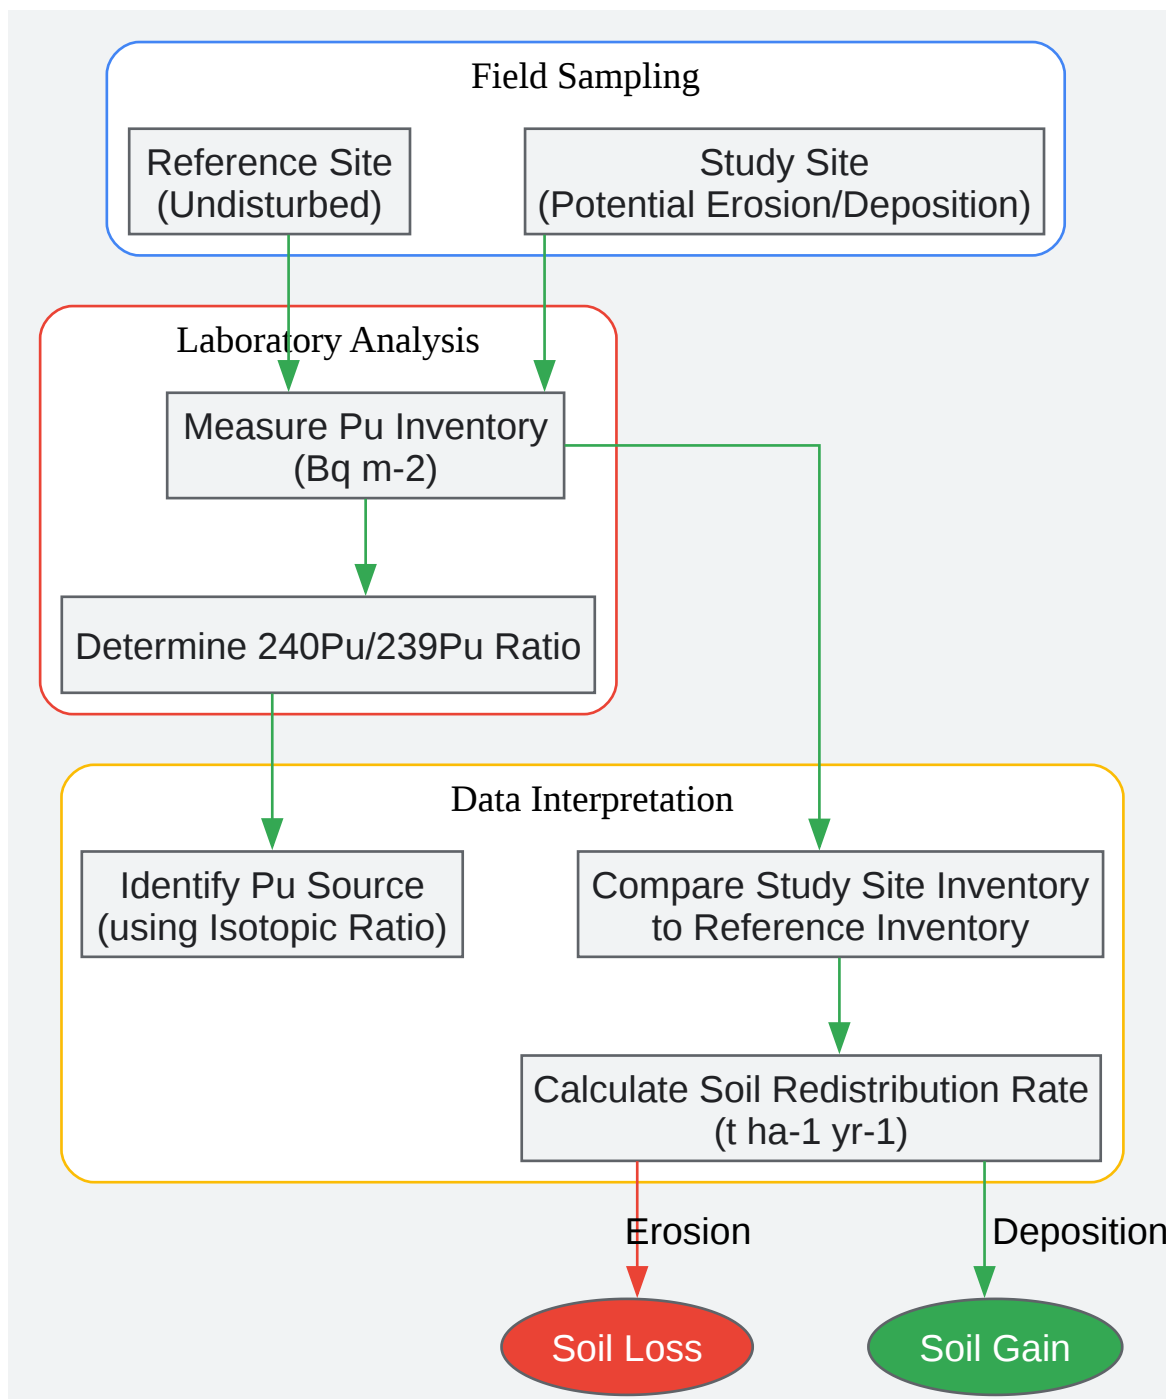 Field Sampling
Reference Site
(Undisturbed)
Study Site
(Potential Erosion/Deposition)
Laboratory Analysis
Measure Pu Inventory
(Bq m-2)
Determine 240Pu/239Pu Ratio
Data Interpretation
Identify Pu Source
(using Isotopic Ratio)
Compare Study Site Inventory
to Reference Inventory
Calculate Soil Redistribution Rate
(t ha-1 yr-1)
Erosion
Deposition
Soil Loss
Soil Gain